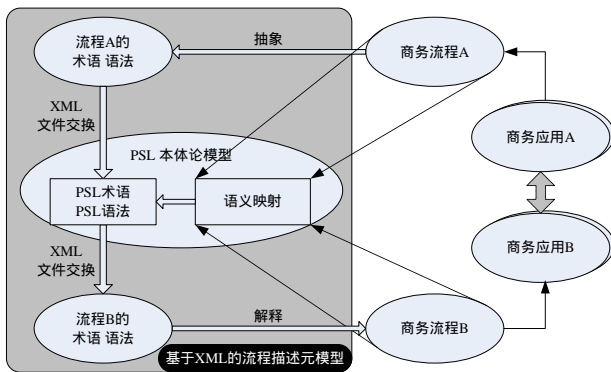 流程A的
术语 语法
抽象
商务流程A
XML
文件交换
商务应用A
PSL 本体论模型
PSL术语
PSL语法
语义映射
XML
文件交换
商务应用B
流程B的
术语 语法
解释
商务流程B
基于XML的流程描述元模型